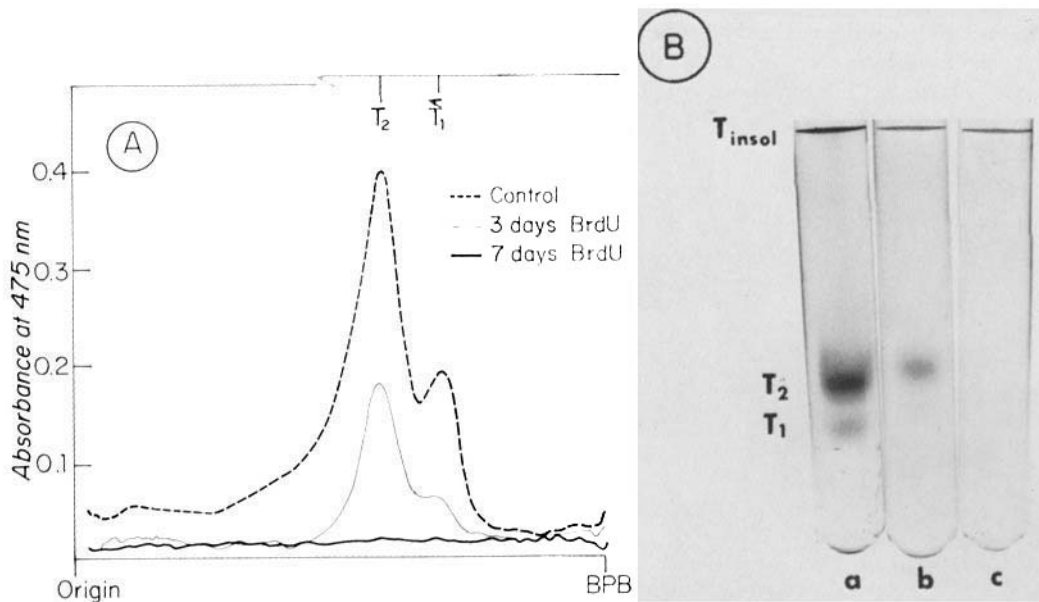 A
T₂
T₁
Control
3 days BrdU
7 days BrdU
Absorbance at 475 nm
0.4
0.3
0.2
0.1
Origin
BPB
B
Tinsol
T₂
T₁
a b c